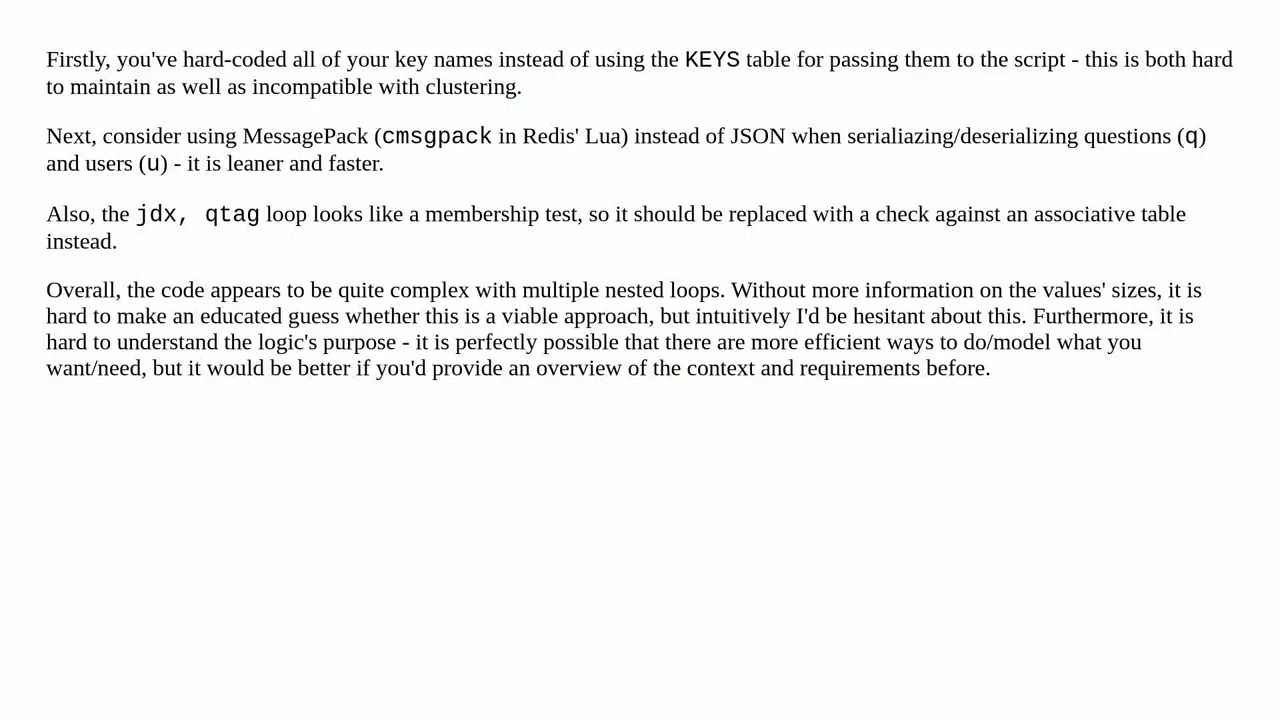 Firstly, you've hard-coded all of your key names instead of using the KEYS table for passing them to the script - this is both hard
to maintain as well as incompatible with clustering.
Next, consider using MessagePack (cmsgpack in Redis' Lua) instead of JSON when serialiazing/deserializing questions (q)
and users (u) - it is leaner and faster.
Also, the jdx, qtag loop looks like a membership test, so it should be replaced with a check against an associative table
instead.
Overall, the code appears to be quite complex with multiple nested loops. Without more information on the values' sizes, it is
hard to make an educated guess whether this is a viable approach, but intuitively I'd be hesitant about this. Furthermore, it is
hard to understand the logic's purpose - it is perfectly possible that there are more efficient ways to do/model what you
want/need, but it would be better if you'd provide an overview of the context and requirements before.